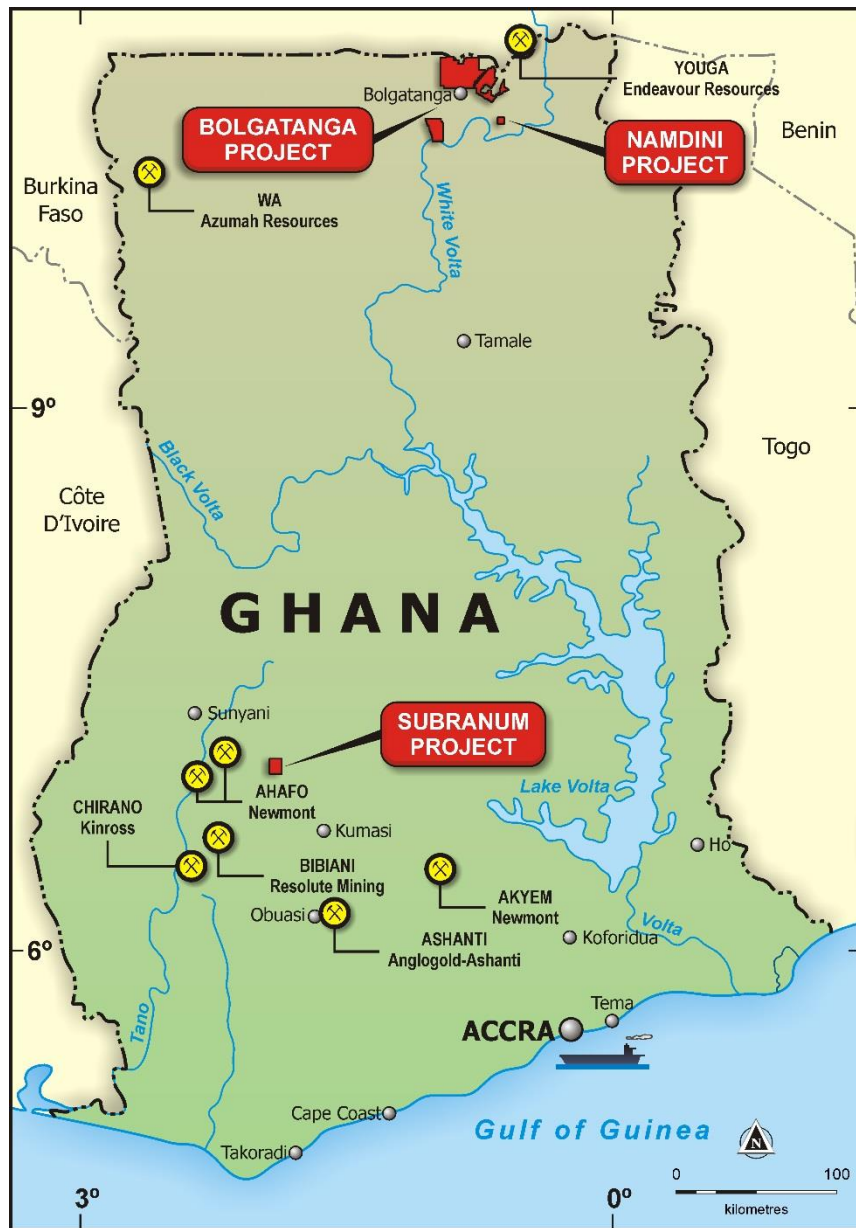 YOUGA
Endeavour Resources
Bolgatanga
BOLGATANGA
PROJECT
NAMDINI
PROJECT
Benin
Burkina
Faso
WA
Azumah Resources
White Volta
Tamale
9º
Black Volta
Togo
Côte
D'Ivoire
GHANA
Sunyani
SUBRANUM
PROJECT
AHAFO
Newmont
Lake Volta
CHIRANO
Kinross
Kumasi
Ho
BIBIANI
Resolute Mining
AKYEM
Newmont
Obuasi
ASHANTI
Anglogold-Ashanti
Volta
Koforidua
6º
Tano
Tema
ACCRA
Cape Coast
Gulf of Guinea
N
Takoradi
0 100
kilometres
3º
0º